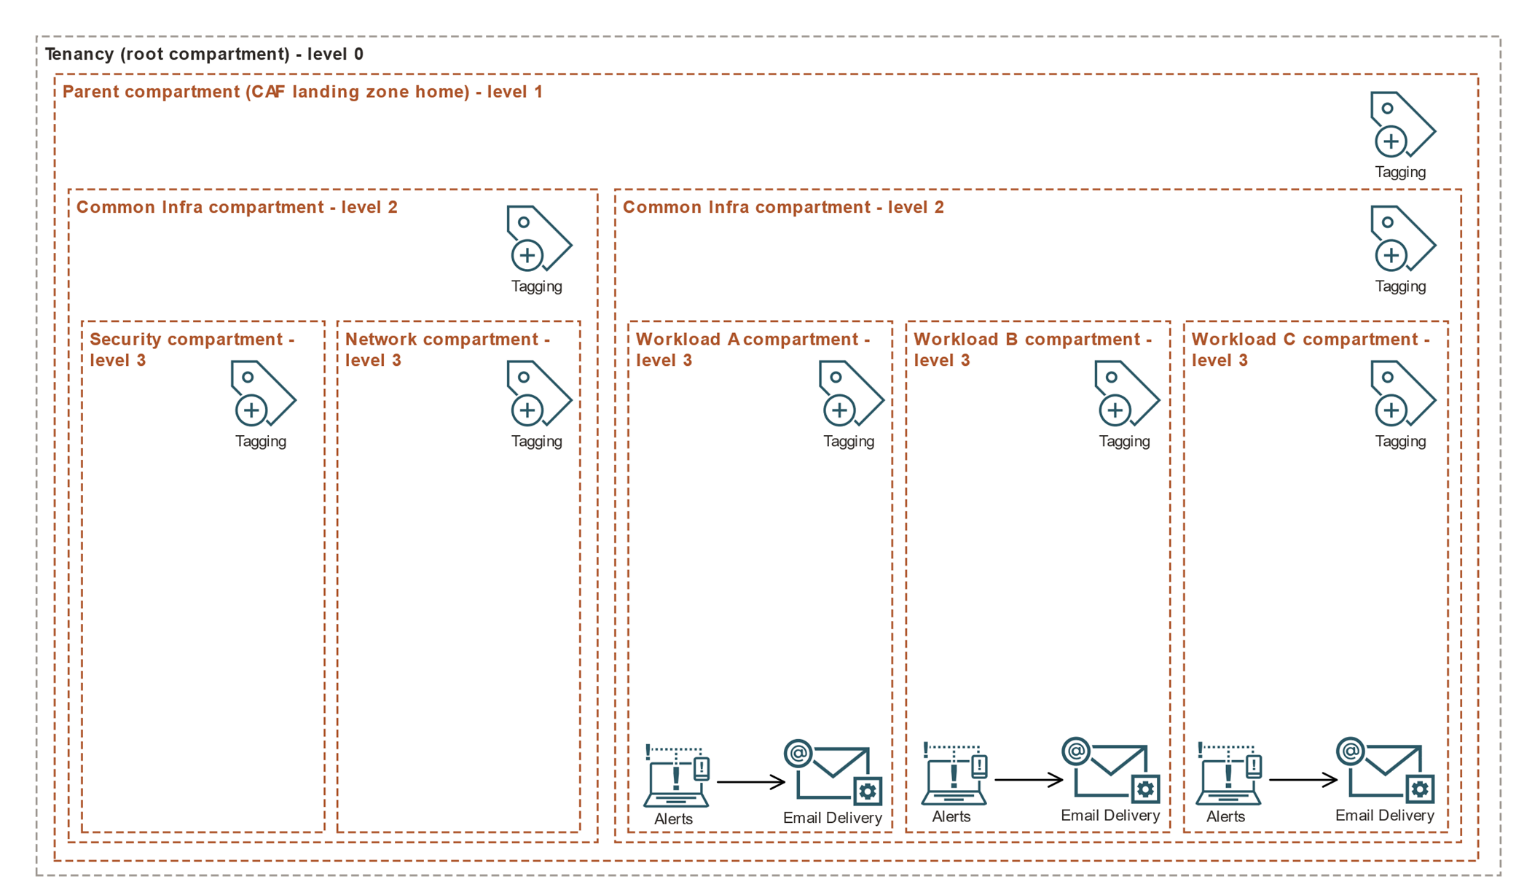 Tenancy (root compartment) - level 0
Parent compartment (CAF landing zone home) - level 1
Tagging
Common Infra compartment - level 2
Tagging
Common Infra compartment - level 2
Tagging
Security compartment -
level 3
Tagging
Network compartment -
level 3
Tagging
Workload A compartment -
level 3
Tagging
Workload B compartment -
level 3
Tagging
Workload C compartment -
level 3
Tagging
@
Alerts
Email Delivery
@
Alerts
Email Delivery
@
Alerts
Email Delivery